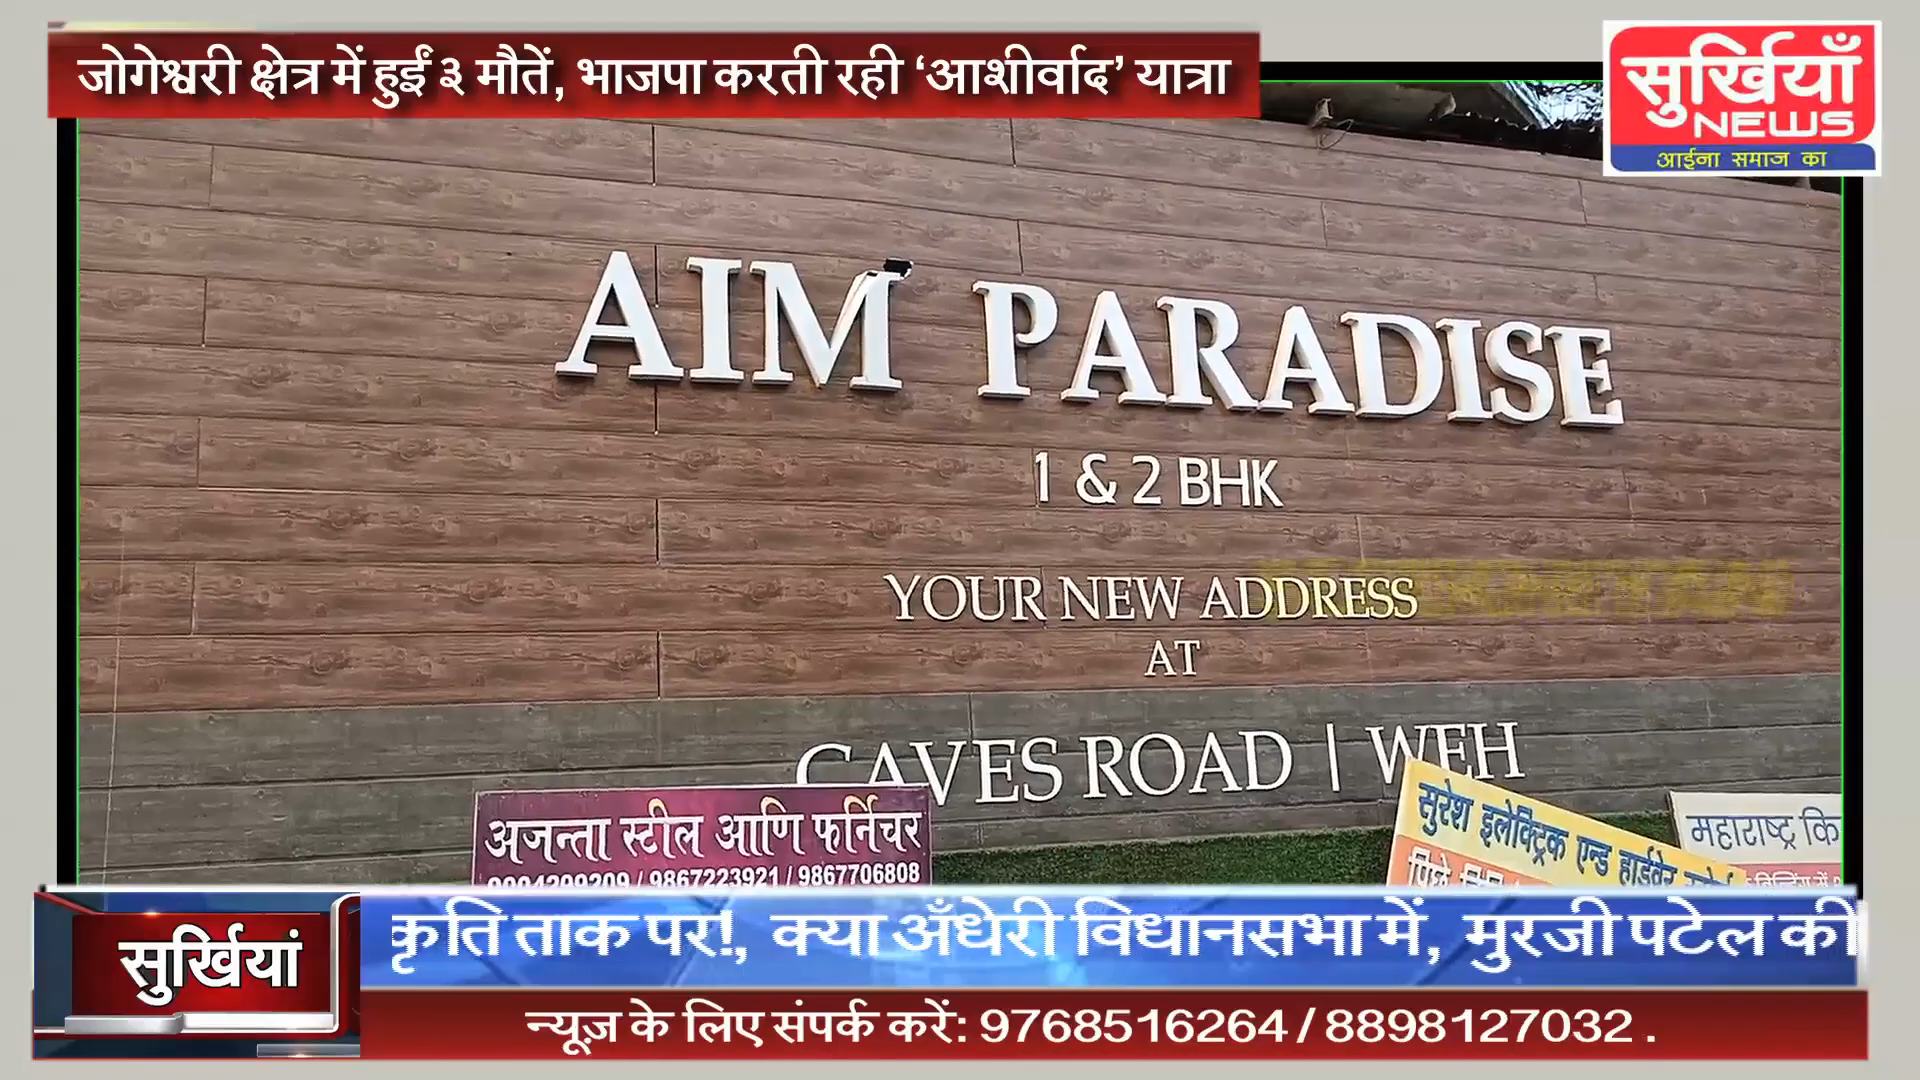 जोगेश्वरी क्षेत्र में हुईं ३ मौतें, भाजपा करती रही ‘आशीर्वाद’ यात्रा
सुर्खियाँ
NEWS
आईना समाज का
AIM PARADISE
1 & 2 BHK
YOUR NEW ADDRESS
AT
CAVES ROAD | WEH
अजन्ता स्टील आणि फर्निचर
/ 9867223921 / 9867706808
सुरेश इलेक्ट्रिक एन्ड हार्डवेर
महाराष्ट्र कि
सुर्खियां
कृति ताक पर!, क्या अँधेरी विधानसभा में, मुरजी पटेल की
न्यूज़ के लिए संपर्क करें: 9768516264 / 8898127032 .